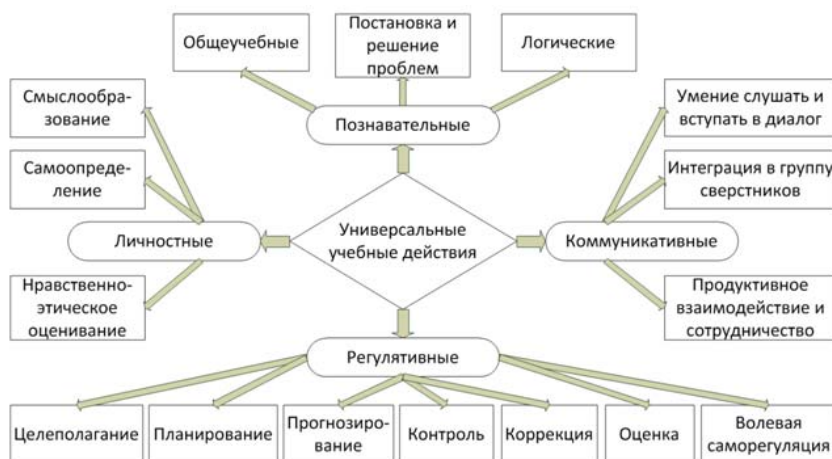 Общеучебные
Постановка и
решение
проблем
Логические
Смыслообра-
зование
Познавательные
Умение слушать и
вступать в диалог
Самоопреде-
ление
Интеграция в группу
сверстников
Личностные
Универсальные
учебные действия
Коммуникативные
Нравственно-
этическое
оценивание
Продуктивное
взаимодействие и
сотрудничество
Регулятивные
Целеполагание
Планирование
Прогнозиро-
вание
Контроль
Коррекция
Оценка
Волевая
саморегуляция